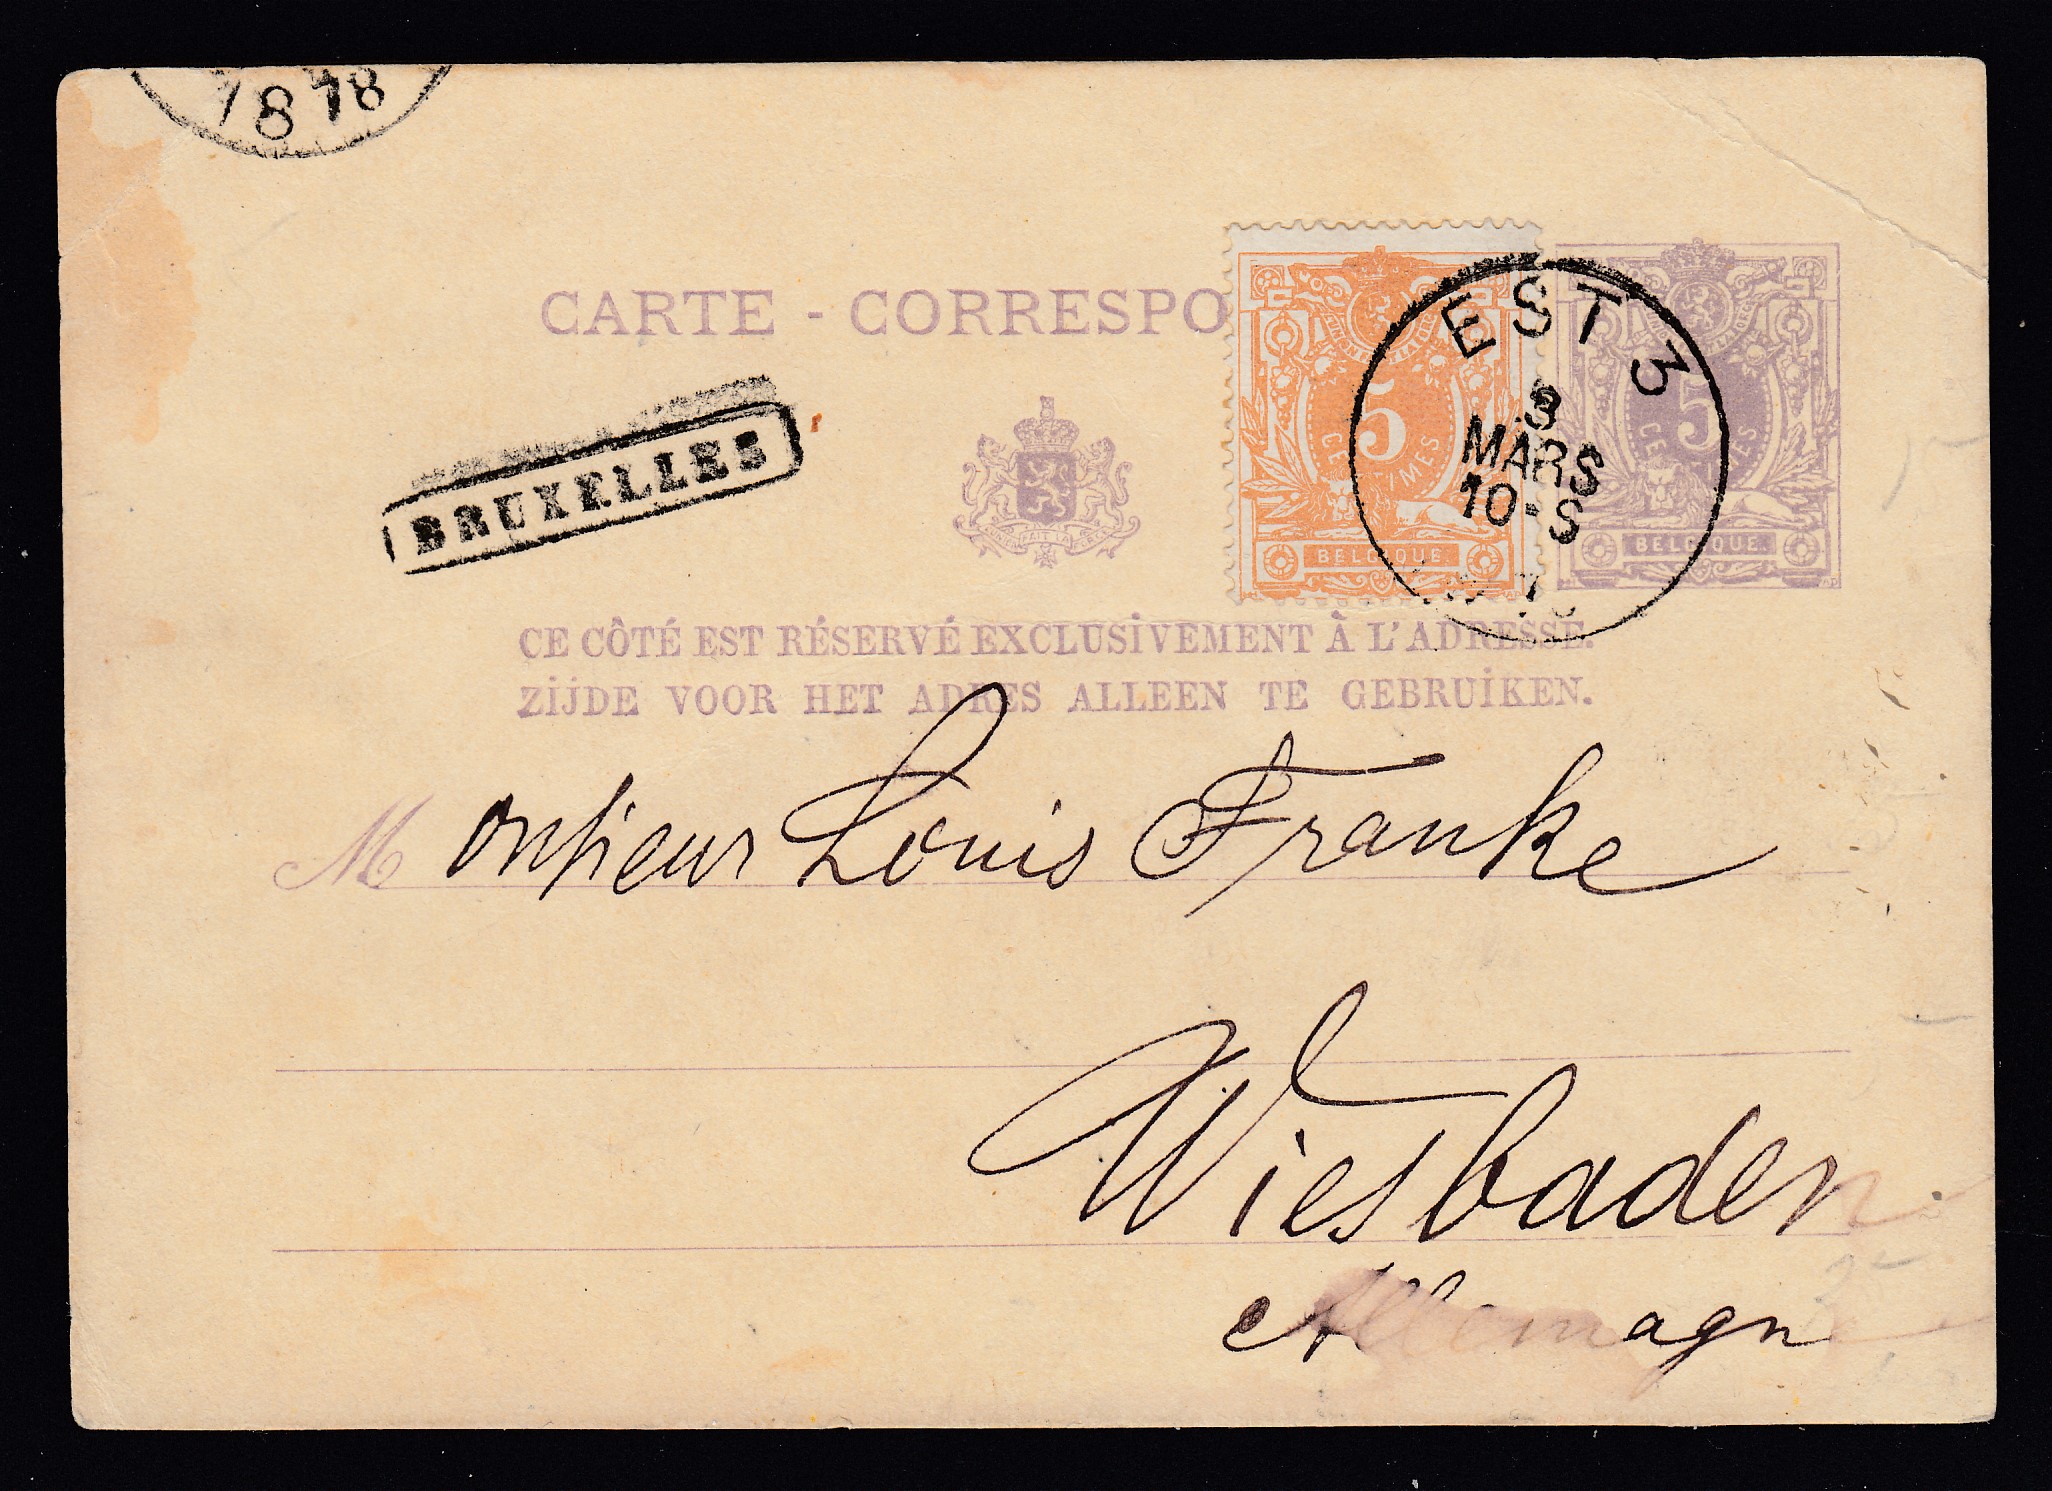 1878
CARTE - CORRESPO
5
CENTIMES
BELGIQUE
5
CENTIMES
BELGIQUE
EST 3
3
MARS
10-S
BRUXELLES
CE CÔTÉ EST RÉSERVÉ EXCLUSIVEMENT À L'ADRESSE.
ZIJDE VOOR HET ADRES ALLEEN TE GEBRUIKEN.
Monsieur Louis Franke
Wiesbaden
Allemagne